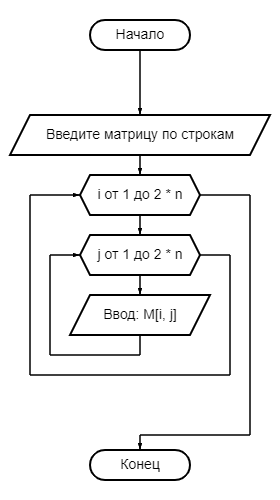 Начало
Введите матрицу по строкам
i от 1 до 2 * n
j от 1 до 2 * n
Ввод: M[i, j]
Конец